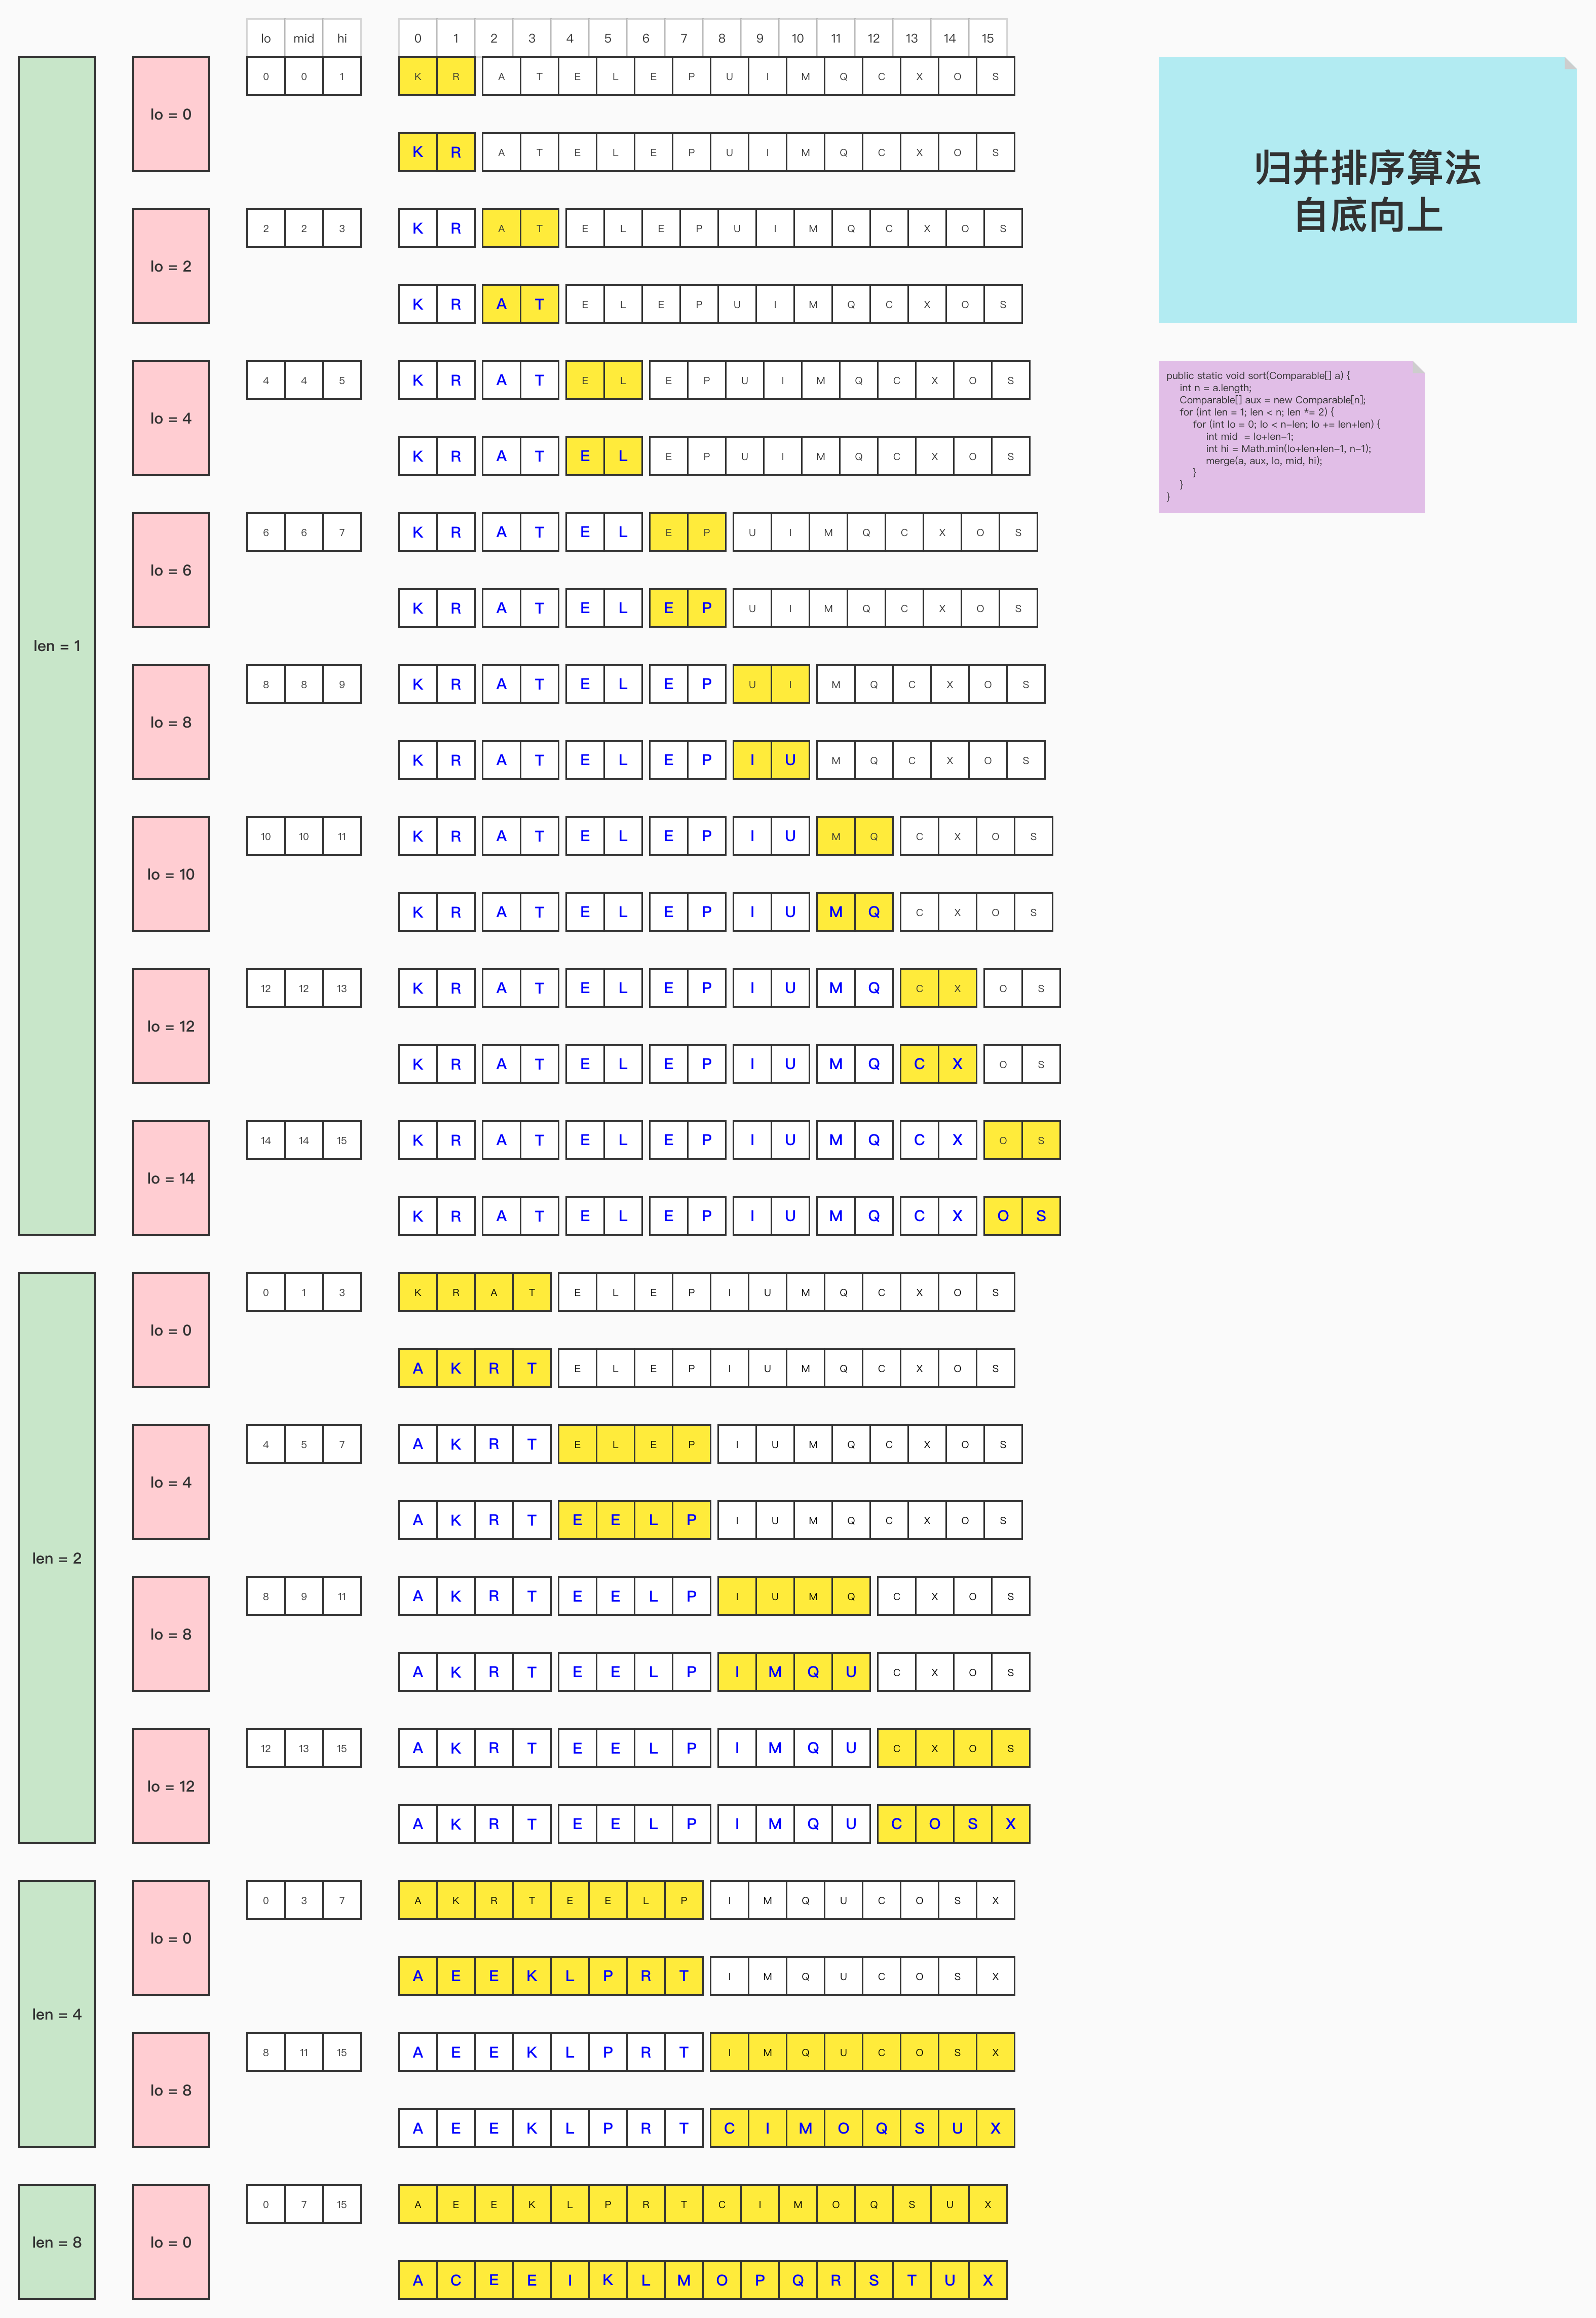 lo mid hi 0 1 2 3 4 5 6 7 8 9 10 11 12 13 14 15
0 0 1 K R A T E L E P U I M Q C X O S
lo = 0
K R A T E L E P U I M Q C X O S
2 2 3 K R A T E L E P U I M Q C X O S
lo = 2
K R A T E L E P U I M Q C X O S
4 4 5 K R A T E L E P U I M Q C X O S
lo = 4
K R A T E L E P U I M Q C X O S
6 6 7 K R A T E L E P U I M Q C X O S
lo = 6
K R A T E L E P U I M Q C X O S
len = 1
8 8 9 K R A T E L E P U I M Q C X O S
lo = 8
K R A T E L E P I U M Q C X O S
10 10 11 K R A T E L E P I U M Q C X O S
lo = 10
K R A T E L E P I U M Q C X O S
12 12 13 K R A T E L E P I U M Q C X O S
lo = 12
K R A T E L E P I U M Q C X O S
14 14 15 K R A T E L E P I U M Q C X O S
lo = 14
K R A T E L E P I U M Q C X O S
0 1 3 K R A T E L E P I U M Q C X O S
lo = 0
A K R T E L E P I U M Q C X O S
4 5 7 A K R T E L E P I U M Q C X O S
lo = 4
A K R T E E L P I U M Q C X O S
len = 2
8 9 11 A K R T E E L P I U M Q C X O S
lo = 8
A K R T E E L P I M Q U C X O S
12 13 15 A K R T E E L P I M Q U C X O S
lo = 12
A K R T E E L P I M Q U C O S X
0 3 7 A K R T E E L P I M Q U C O S X
lo = 0
A E E K L P R T I M Q U C O S X
len = 4
8 11 15 A E E K L P R T I M Q U C O S X
lo = 8
A E E K L P R T C I M O Q S U X
0 7 15 A E E K L P R T C I M O Q S U X
len = 8
lo = 0
A C E E I K L M O P Q R S T U X
归并排序算法
自底向上
public static void sort(Comparable[] a) {
int n = a.length;
Comparable[] aux = new Comparable[n];
for (int len = 1; len < n; len *= 2) {
for (int lo = 0; lo < n-len; lo += len+len) {
int mid = lo+len-1;
int hi = Math.min(lo+len+len-1, n-1);
merge(a, aux, lo, mid, hi);
}
}
}